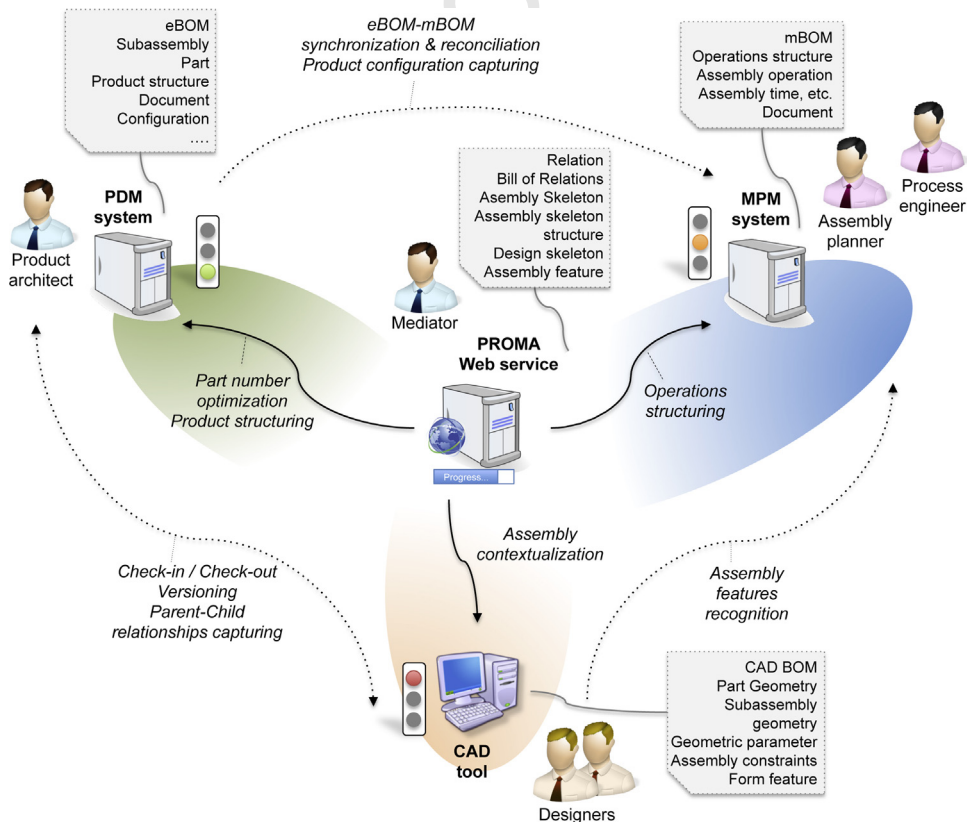 eBOM
Subassembly
Part
Product structure
Document
Configuration
....
eBOM-mBOM
synchronization & reconciliation
Product configuration capturing
mBOM
Operations structure
Assembly operation
Assembly time, etc.
Document
Relation
Bill of Relations
Asembly Skeleton
Assembly skeleton
structure
Design skeleton
Assembly feature
PDM
system
MPM
system
Product
architect
Mediator
Assembly
planner
Process
engineer
PROMA
Web service
Part number
optimization
Product structuring
Operations
structuring
Progress...
Assembly
contextualization
Check-in / Check-out
Versioning
Parent-Child
relationships capturing
Assembly
features
recognition
CAD
tool
Designers
CAD BOM
Part Geometry
Subassembly
geometry
Geometric parameter
Assembly constraints
Form feature